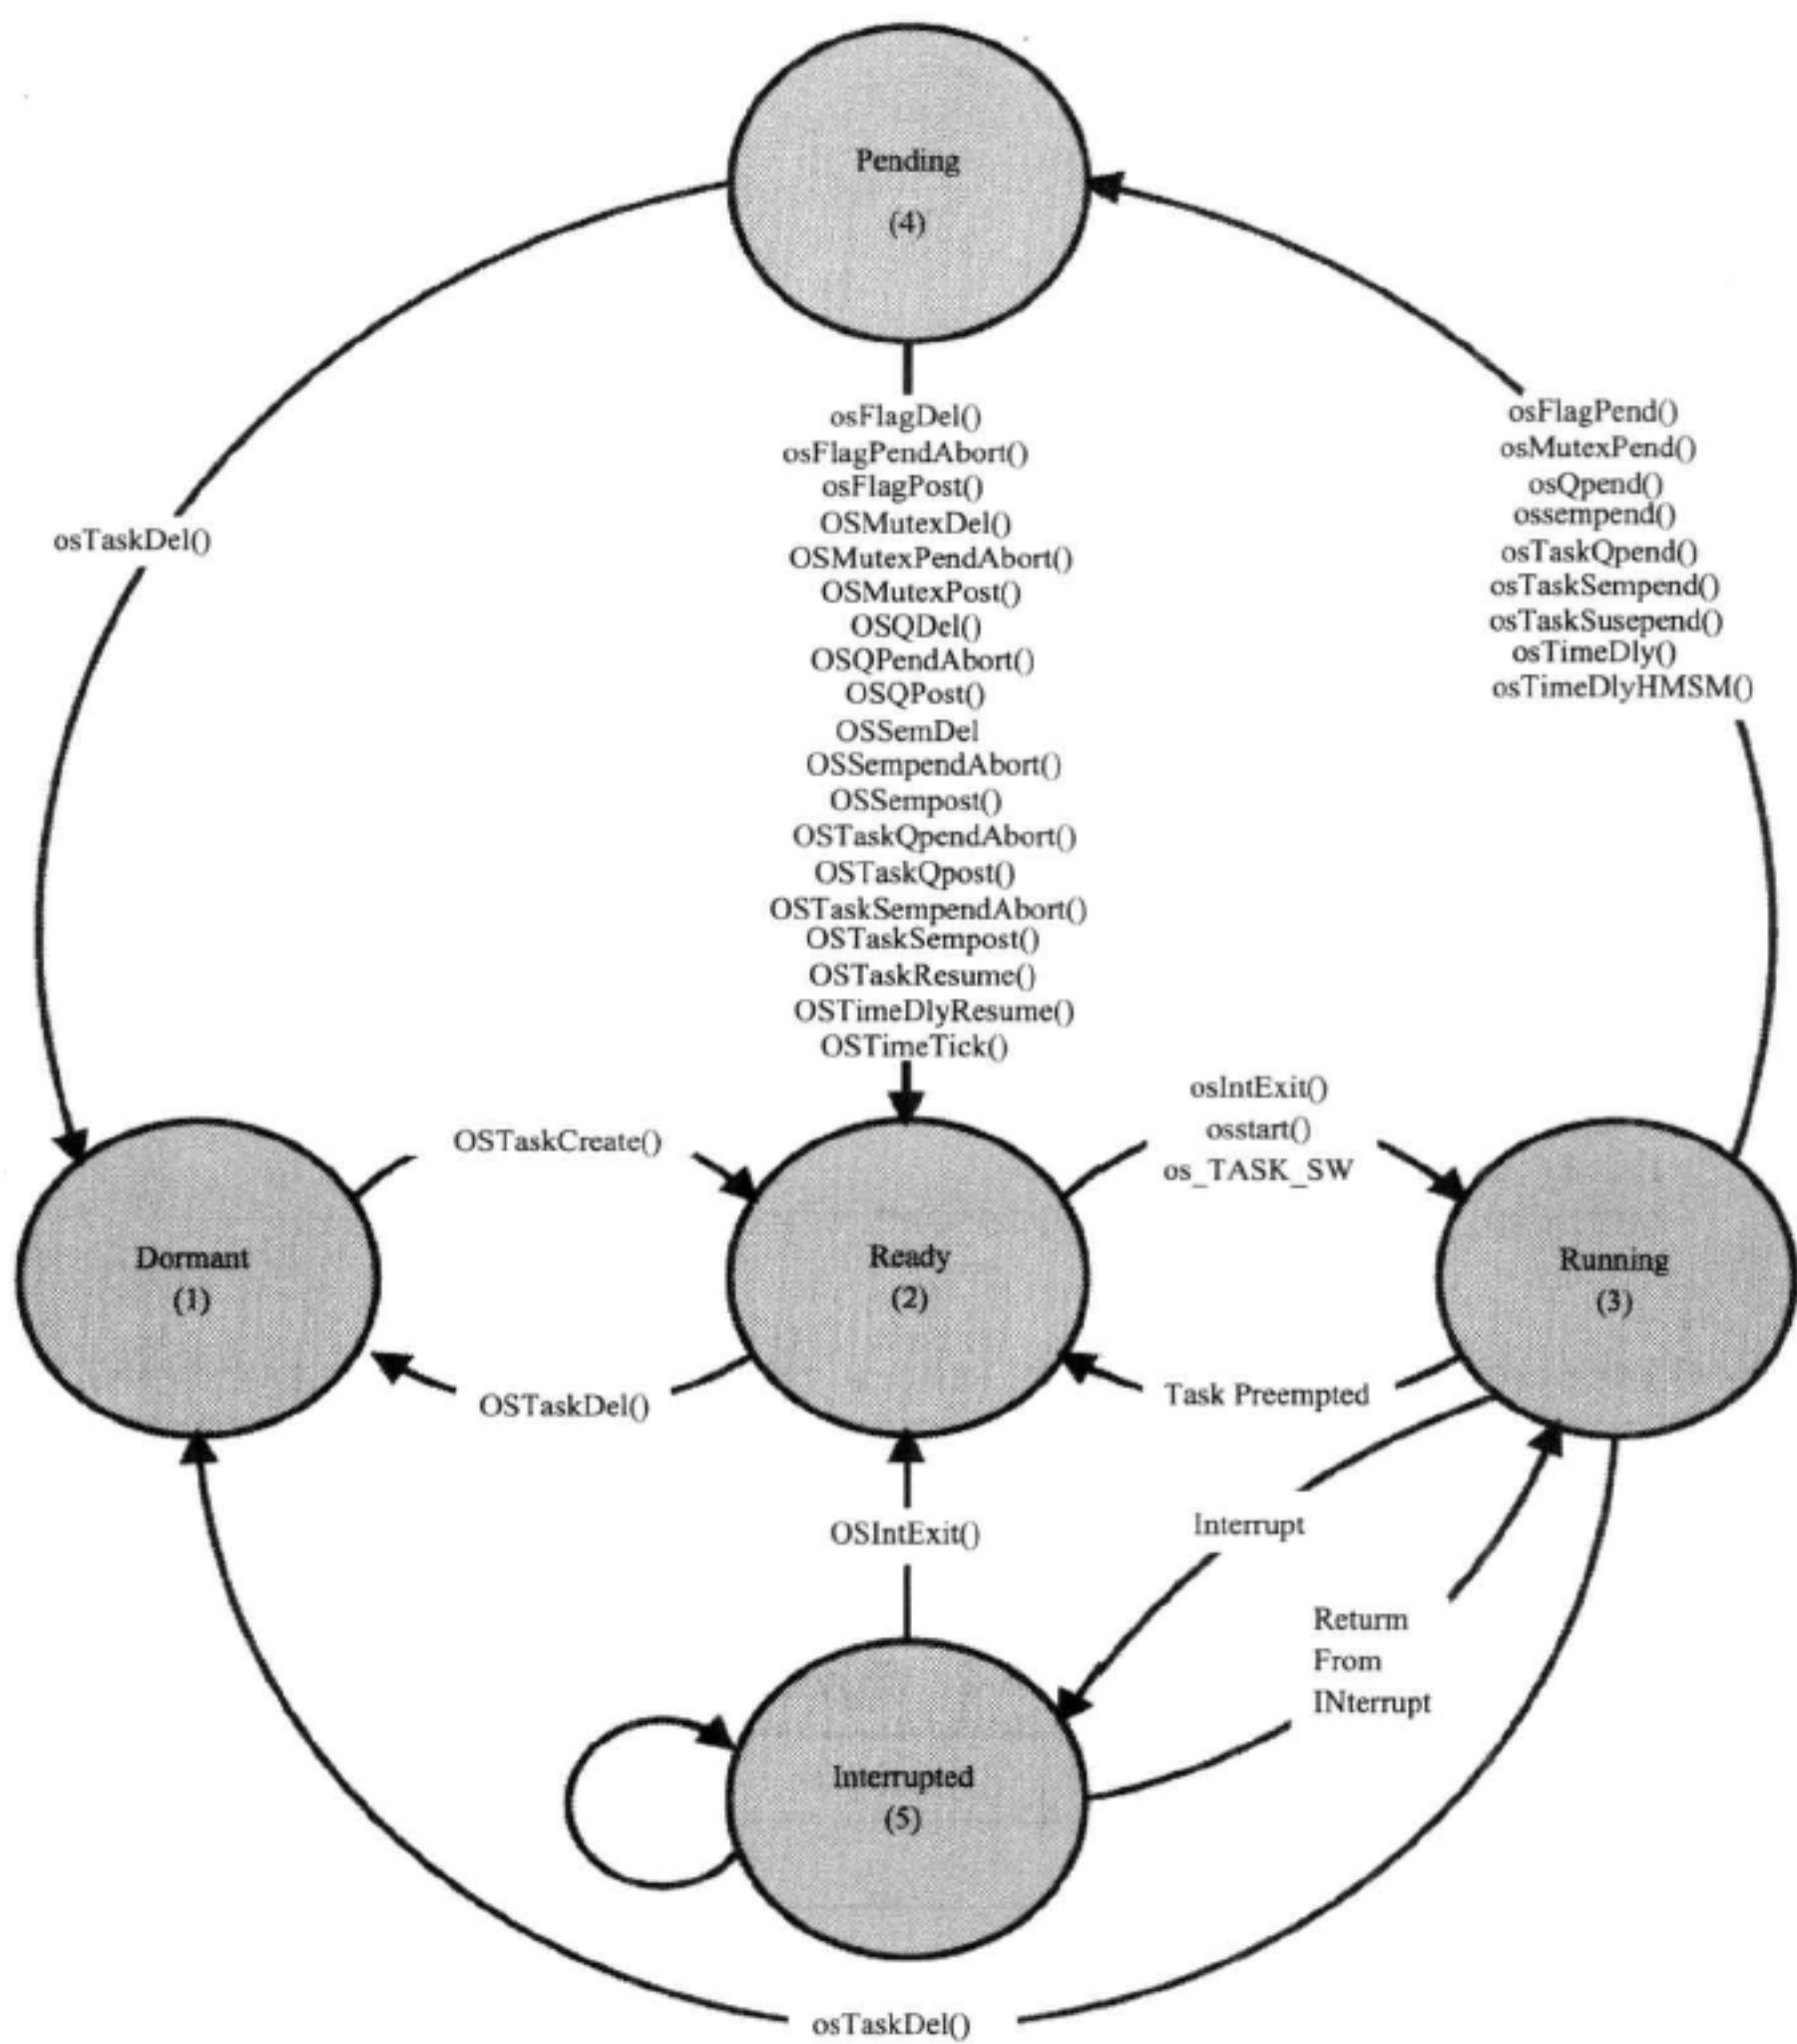 Pending
(4)
osFlagDel()
osFlagPendAbort()
osFlagPost()
OSMutexDel()
OSMutexPendAbort()
OSMutexPost()
OSQDel()
OSQPendAbort()
OSQPost()
OSSemDel
OSSempendAbort()
OSSempost()
OSTaskQpendAbort()
OSTaskQpost()
OSTaskSempendAbort()
OSTaskSempost()
OSTaskResume()
OSTimeDlyResume()
OSTimeTick()
osFlagPend()
osMutexPend()
osQpend()
ossempend()
osTaskQpend()
osTaskSempend()
osTaskSusepend()
osTimeDly()
osTimeDlyHMSM()
osTaskDel()
OSTaskCreate()
osIntExit()
osstart()
os_TASK_SW
Dormant
(1)
Ready
(2)
Running
(3)
OSTaskDel()
Task Preempted
OSIntExit()
Interrupt
Returm
From
INterrupt
Interrupted
(5)
osTaskDel()